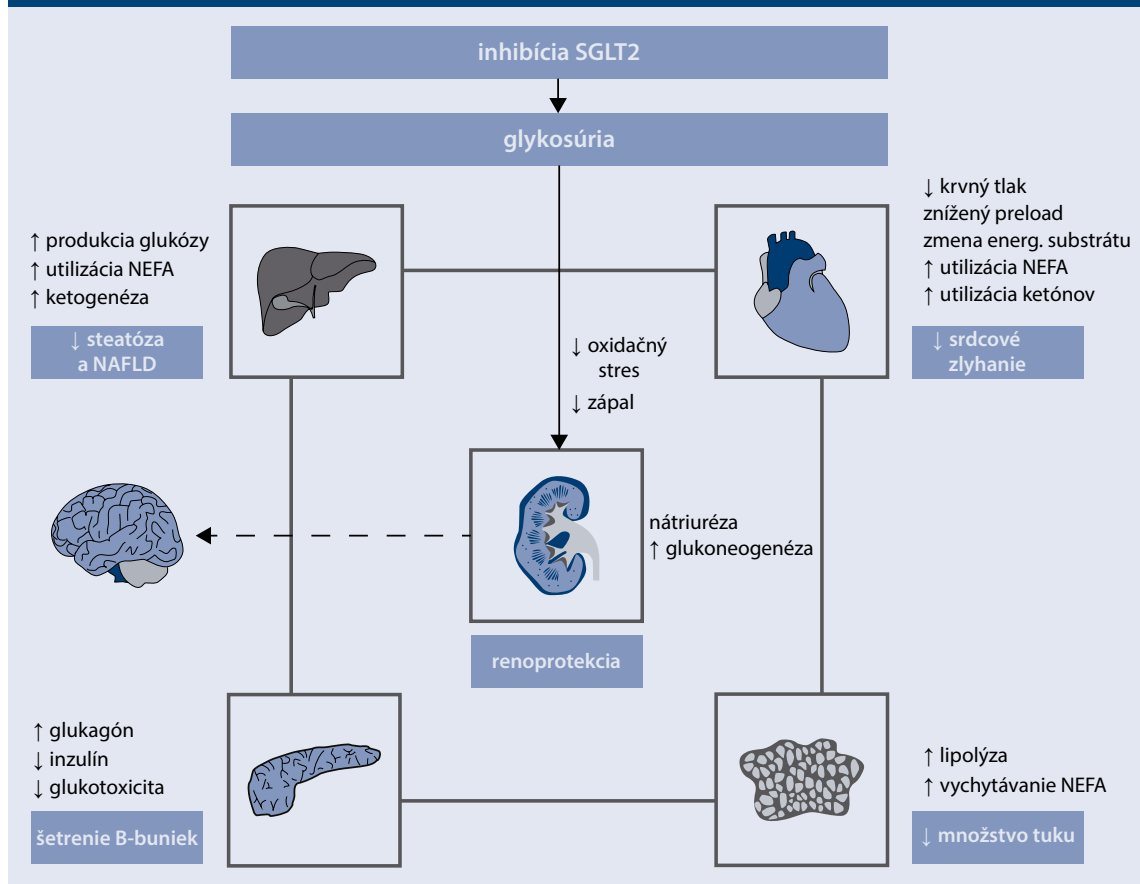 inhibícia SGLT2
glykosúria
↑ produkcia glukózy
↑ utilizácia NEFA
↑ ketogenéza
↓ steatóza
a NAFLD
↓ krvný tlak
znížený preload
zmena energ. substrátu
↑ utilizácia NEFA
↑ utilizácia ketónov
↓ srdcové
zlyhanie
↓ oxidačný
stres
↓ zápal
nátriuréza
↑ glukoneogenéza
renoprotekcia
↑ glukagón
↓ inzulín
↓ glukotoxicita
šetrenie B-buniek
↑ lipolýza
↑ vychytávanie NEFA
↓ množstvo tuku